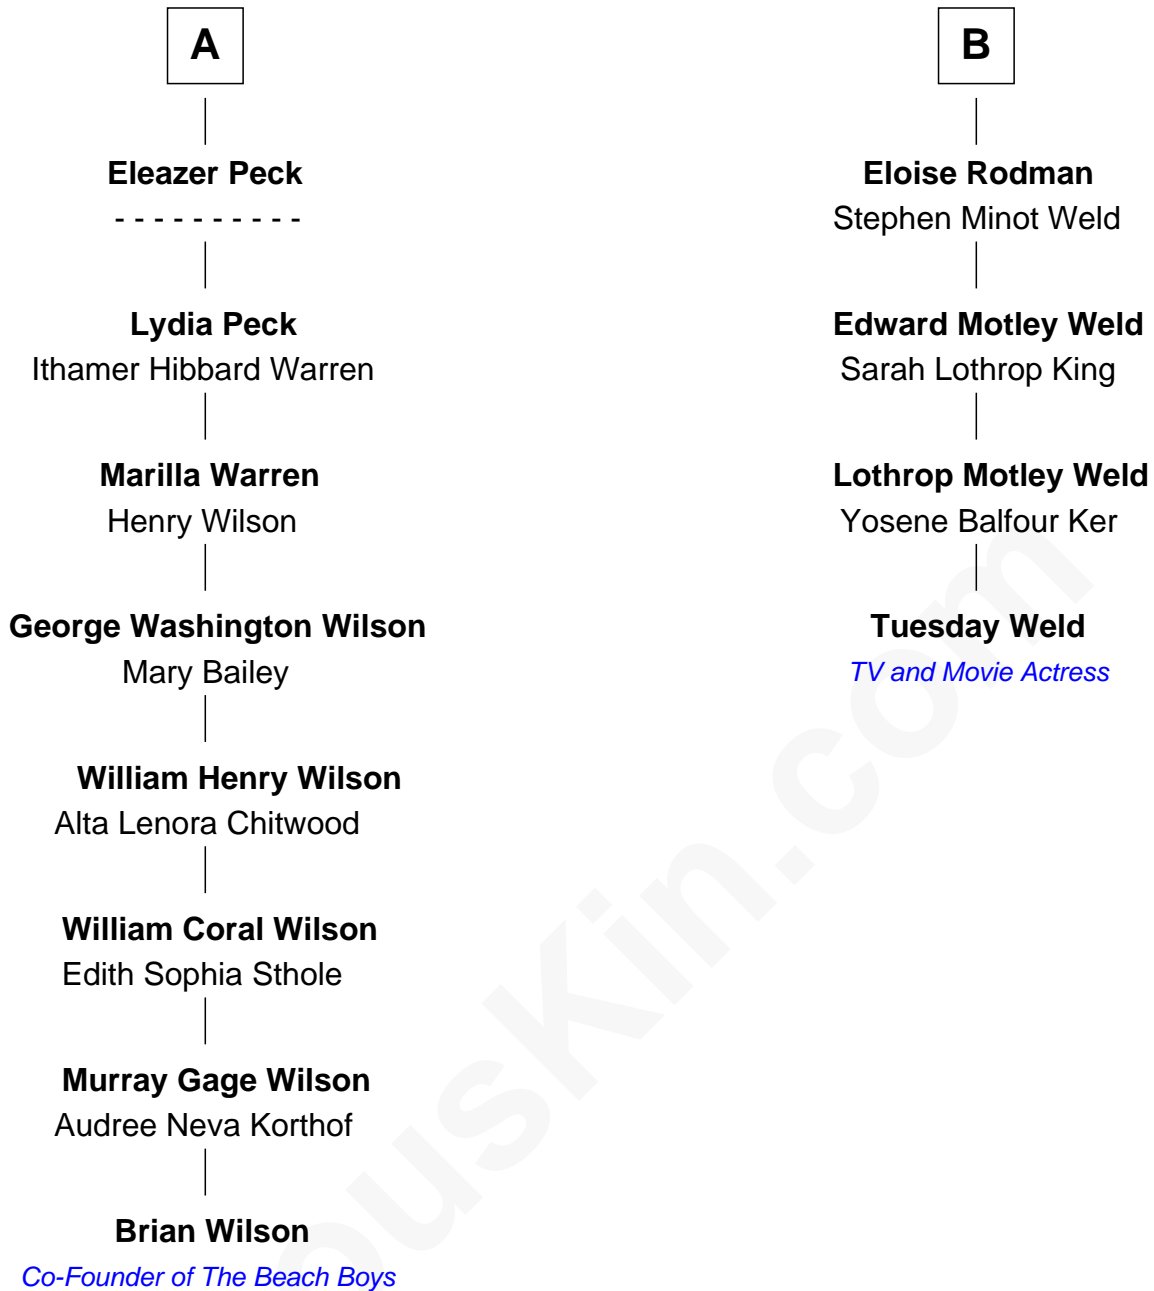 A
Eleazer Peck
- - - - - - - - - -
Lydia Peck
Ithamer Hibbard Warren
Marilla Warren
Henry Wilson
George Washington Wilson
Mary Bailey
William Henry Wilson
Alta Lenora Chitwood
William Coral Wilson
Edith Sophia Sthole
Murray Gage Wilson
Audree Neva Korthof
Brian Wilson
Co-Founder of The Beach Boys
B
Eloise Rodman
Stephen Minot Weld
Edward Motley Weld
Sarah Lothrop King
Lothrop Motley Weld
Yosene Balfour Ker
Tuesday Weld
TV and Movie Actress
ousKin.com